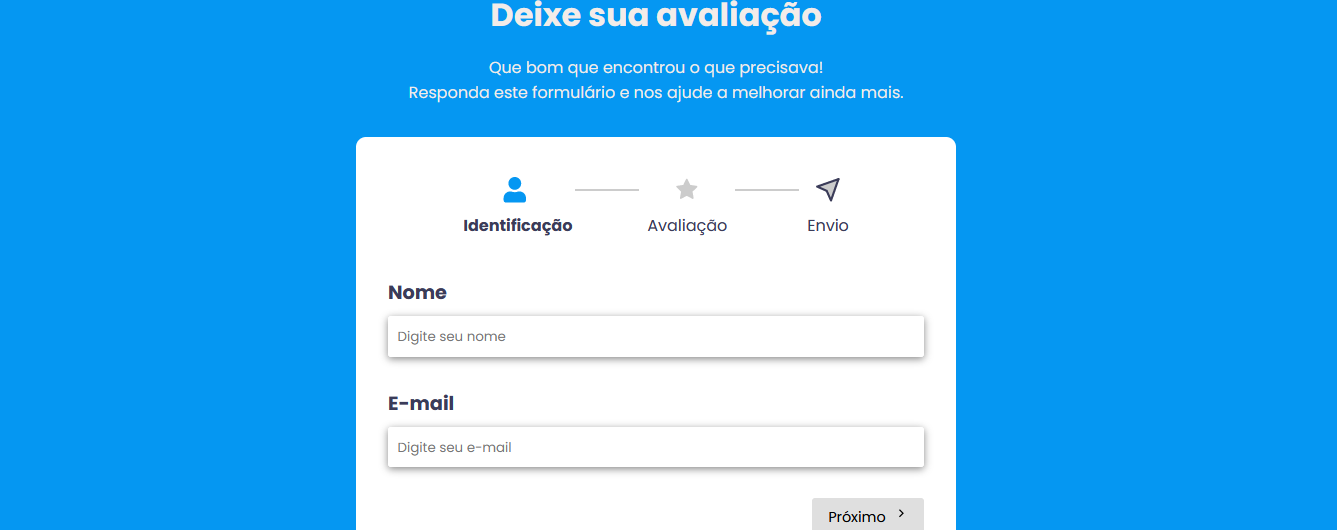 Deixe sua avaliação
Que bom que encontrou o que precisava!
Responda este formulário e nos ajude a melhorar ainda mais.
Identificação
Avaliação
Envio
Nome
Digite seu nome
E-mail
Digite seu e-mail
Próximo